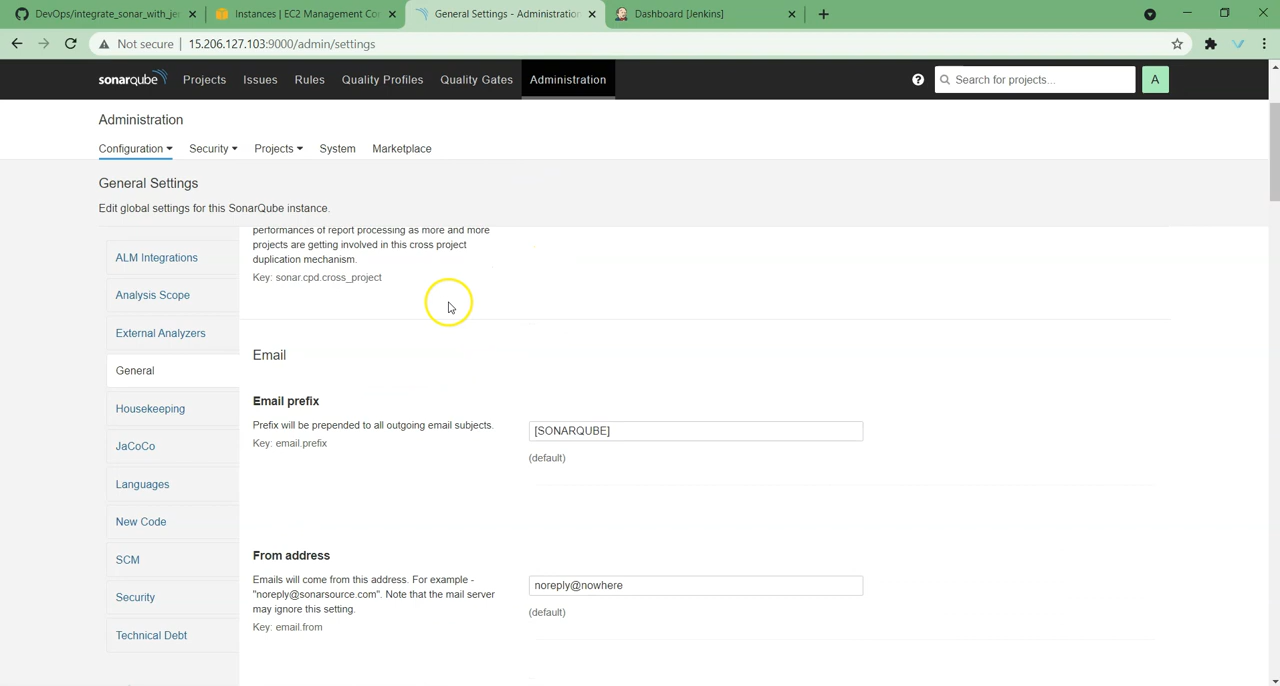 DevOps/integrate_sonar_with_je
Instances | EC2 Management Co
General Settings - Administration
Dashboard [Jenkins]
Not secure
15.206.127.103:9000/admin/settings
sonarqube
Projects
Issues
Rules
Quality Profiles
Quality Gates
Administration
Search for projects...
A
Administration
Configuration
Security
Projects
System
Marketplace
General Settings
Edit global settings for this SonarQube instance.
ALM Integrations
Analysis Scope
External Analyzers
General
Housekeeping
JaCoCo
Languages
New Code
SCM
Security
Technical Debt
performances of report processing as more and more
projects are getting involved in this cross project
duplication mechanism.
Key: sonar.cpd.cross_project
Email
Email prefix
Prefix will be prepended to all outgoing email subjects.
Key: email.prefix
[SONARQUBE]
(default)
From address
Emails will come from this address. For example -
"noreply@sonarsource.com". Note that the mail server
may ignore this setting.
Key: email.from
noreply@nowhere
(default)